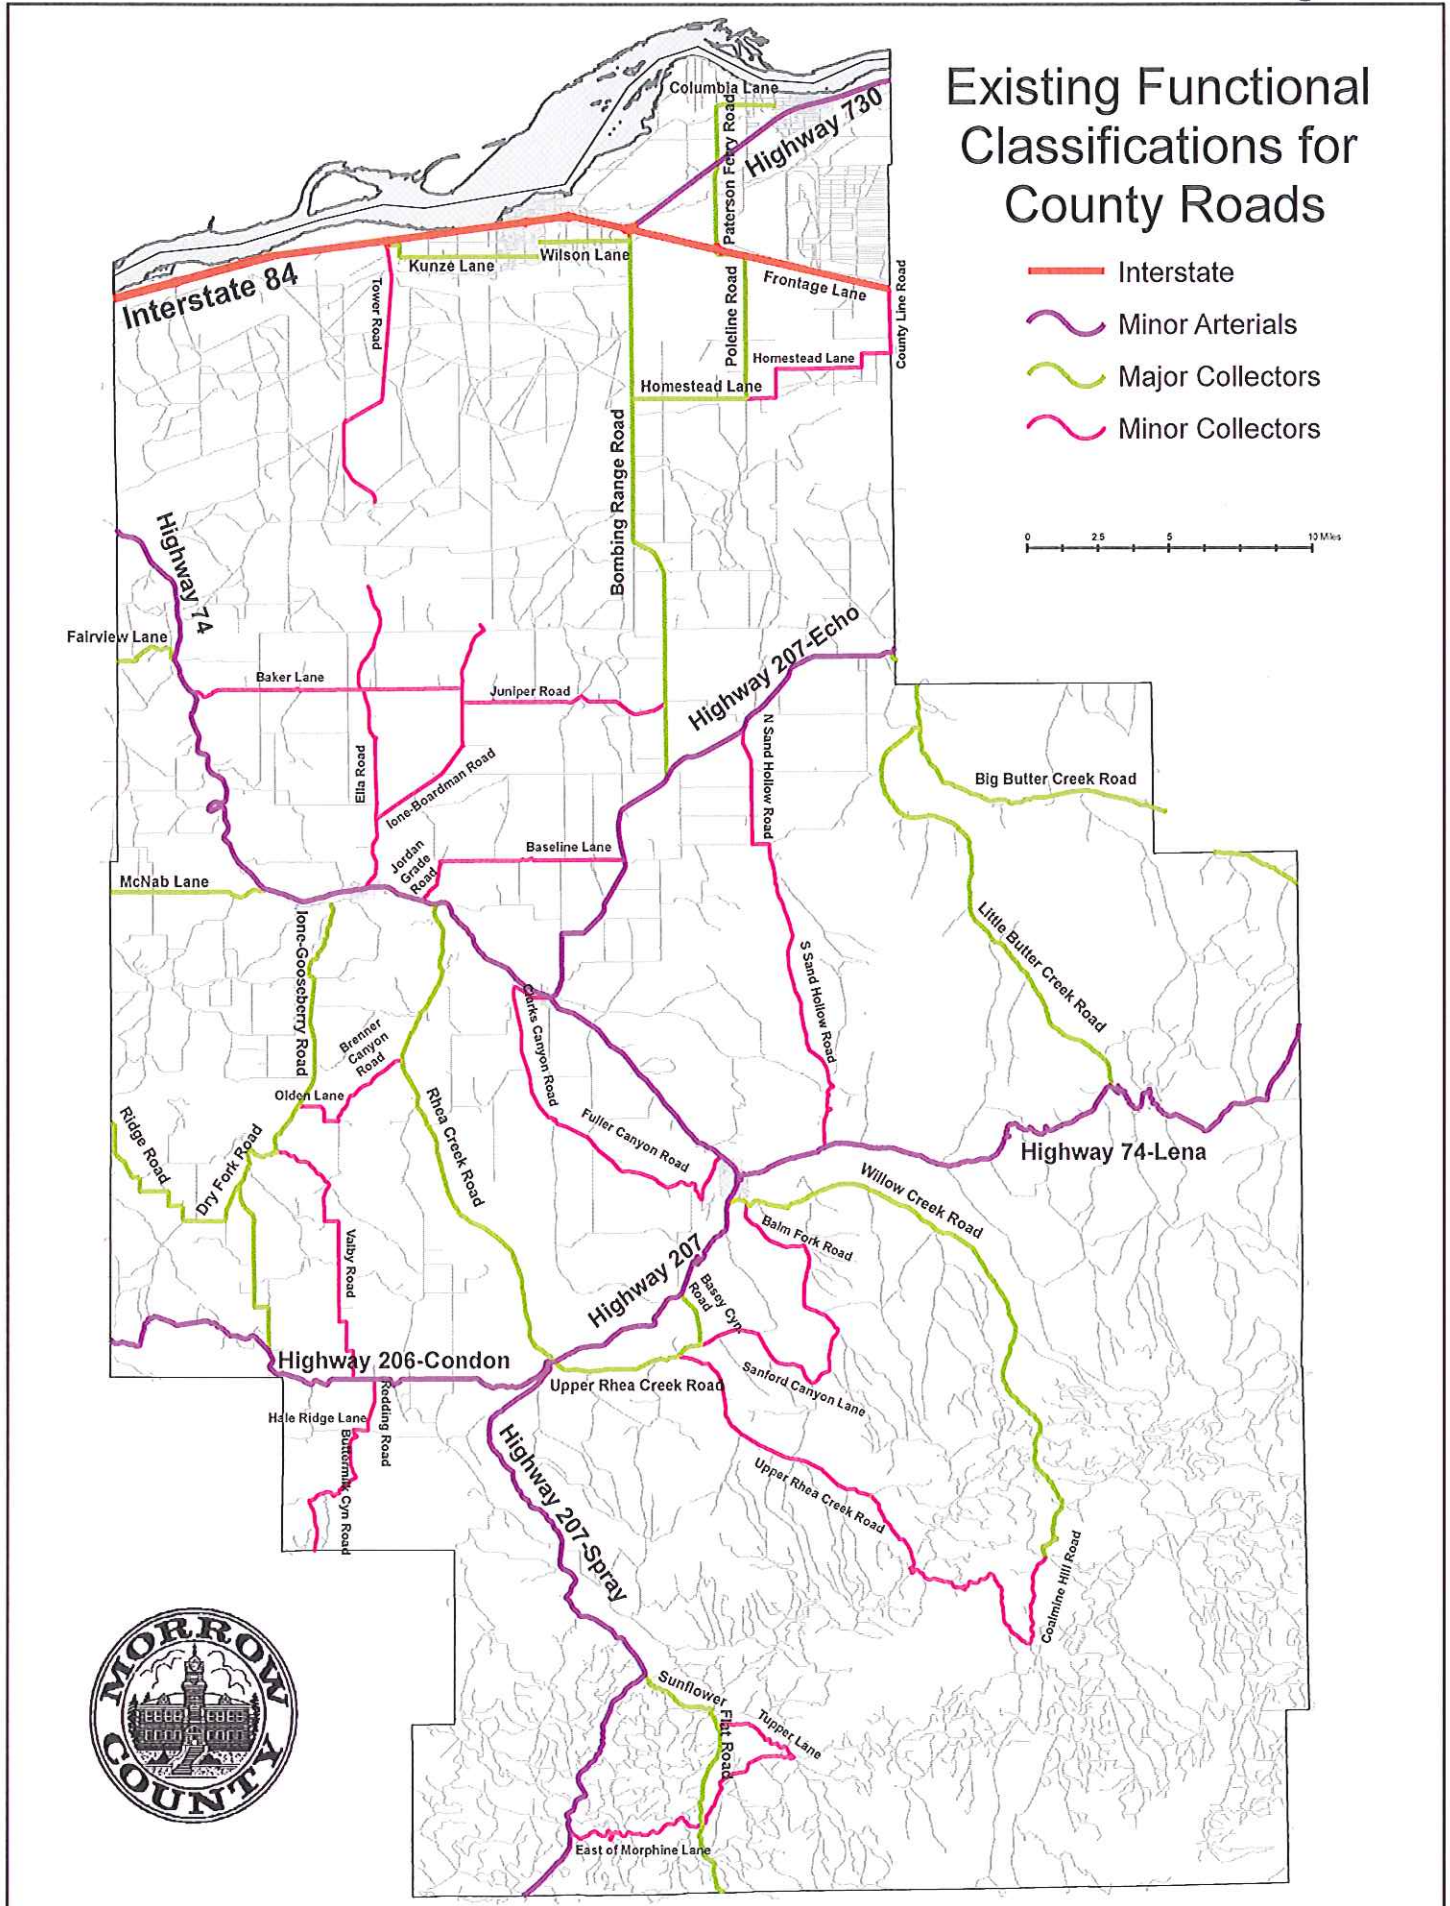 Existing Functional
Classifications for
County Roads
Interstate
Minor Arterials
Major Collectors
Minor Collectors
0 2.5 5 10 Miles
Columbia Lane
Highway 730
Paterson Ferry Road
Interstate 84
Kunze Lane
Wilson Lane
Frontage Lane
County Line Road
Tower Road
Poleline Road
Homestead Lane
Homestead Lane
Bombing Range Road
Highway 74
Fairview Lane
Highway 207-Echo
Baker Lane
Juniper Road
N Sand Hollow Road
Ella Road
Ione-Boardman Road
Big Butter Creek Road
Jordan
Grade
Road
Baseline Lane
McNab Lane
Ione-Gooseberry Road
Little Butter Creek Road
S Sand Hollow Road
Clarks Canyon Road
Brenner
Canyon
Road
Olden Lane
Rhea Creek Road
Ridge Road
Dry Fork Road
Fuller Canyon Road
Highway 74-Lena
Willow Creek Road
Balm Fork Road
Valby Road
Highway 207
Basey Cyn.
Road
Highway 206-Condon
Upper Rhea Creek Road
Sanford Canyon Lane
Hale Ridge Lane
Redding Road
Buttermilk Cyn Road
Highway 207-Spray
Upper Rhea Creek Road
Coalmine Hill Road
Sunflower
Flat Road
Tupper Lane
East of Morphine Lane
MORROW
COUNTY